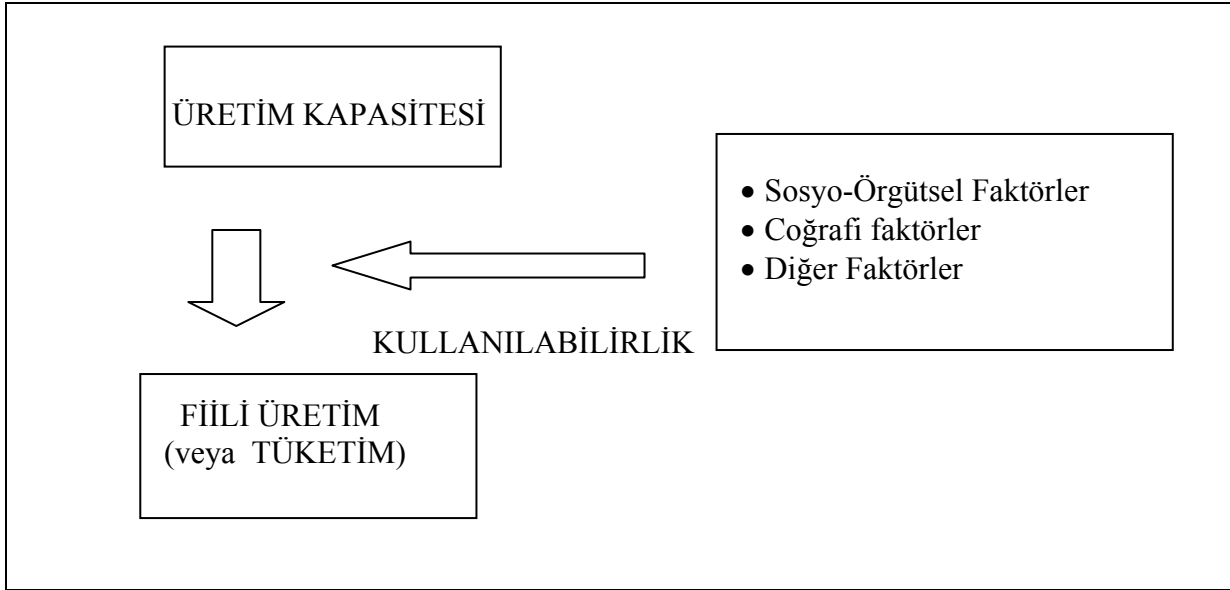 ÜRETİM KAPASİTESİ
• Sosyo-Örgütsel Faktörler
• Coğrafi faktörler
• Diğer Faktörler
KULLANILABİLİRLİK
FİİLİ ÜRETİM
(veya TÜKETİM)